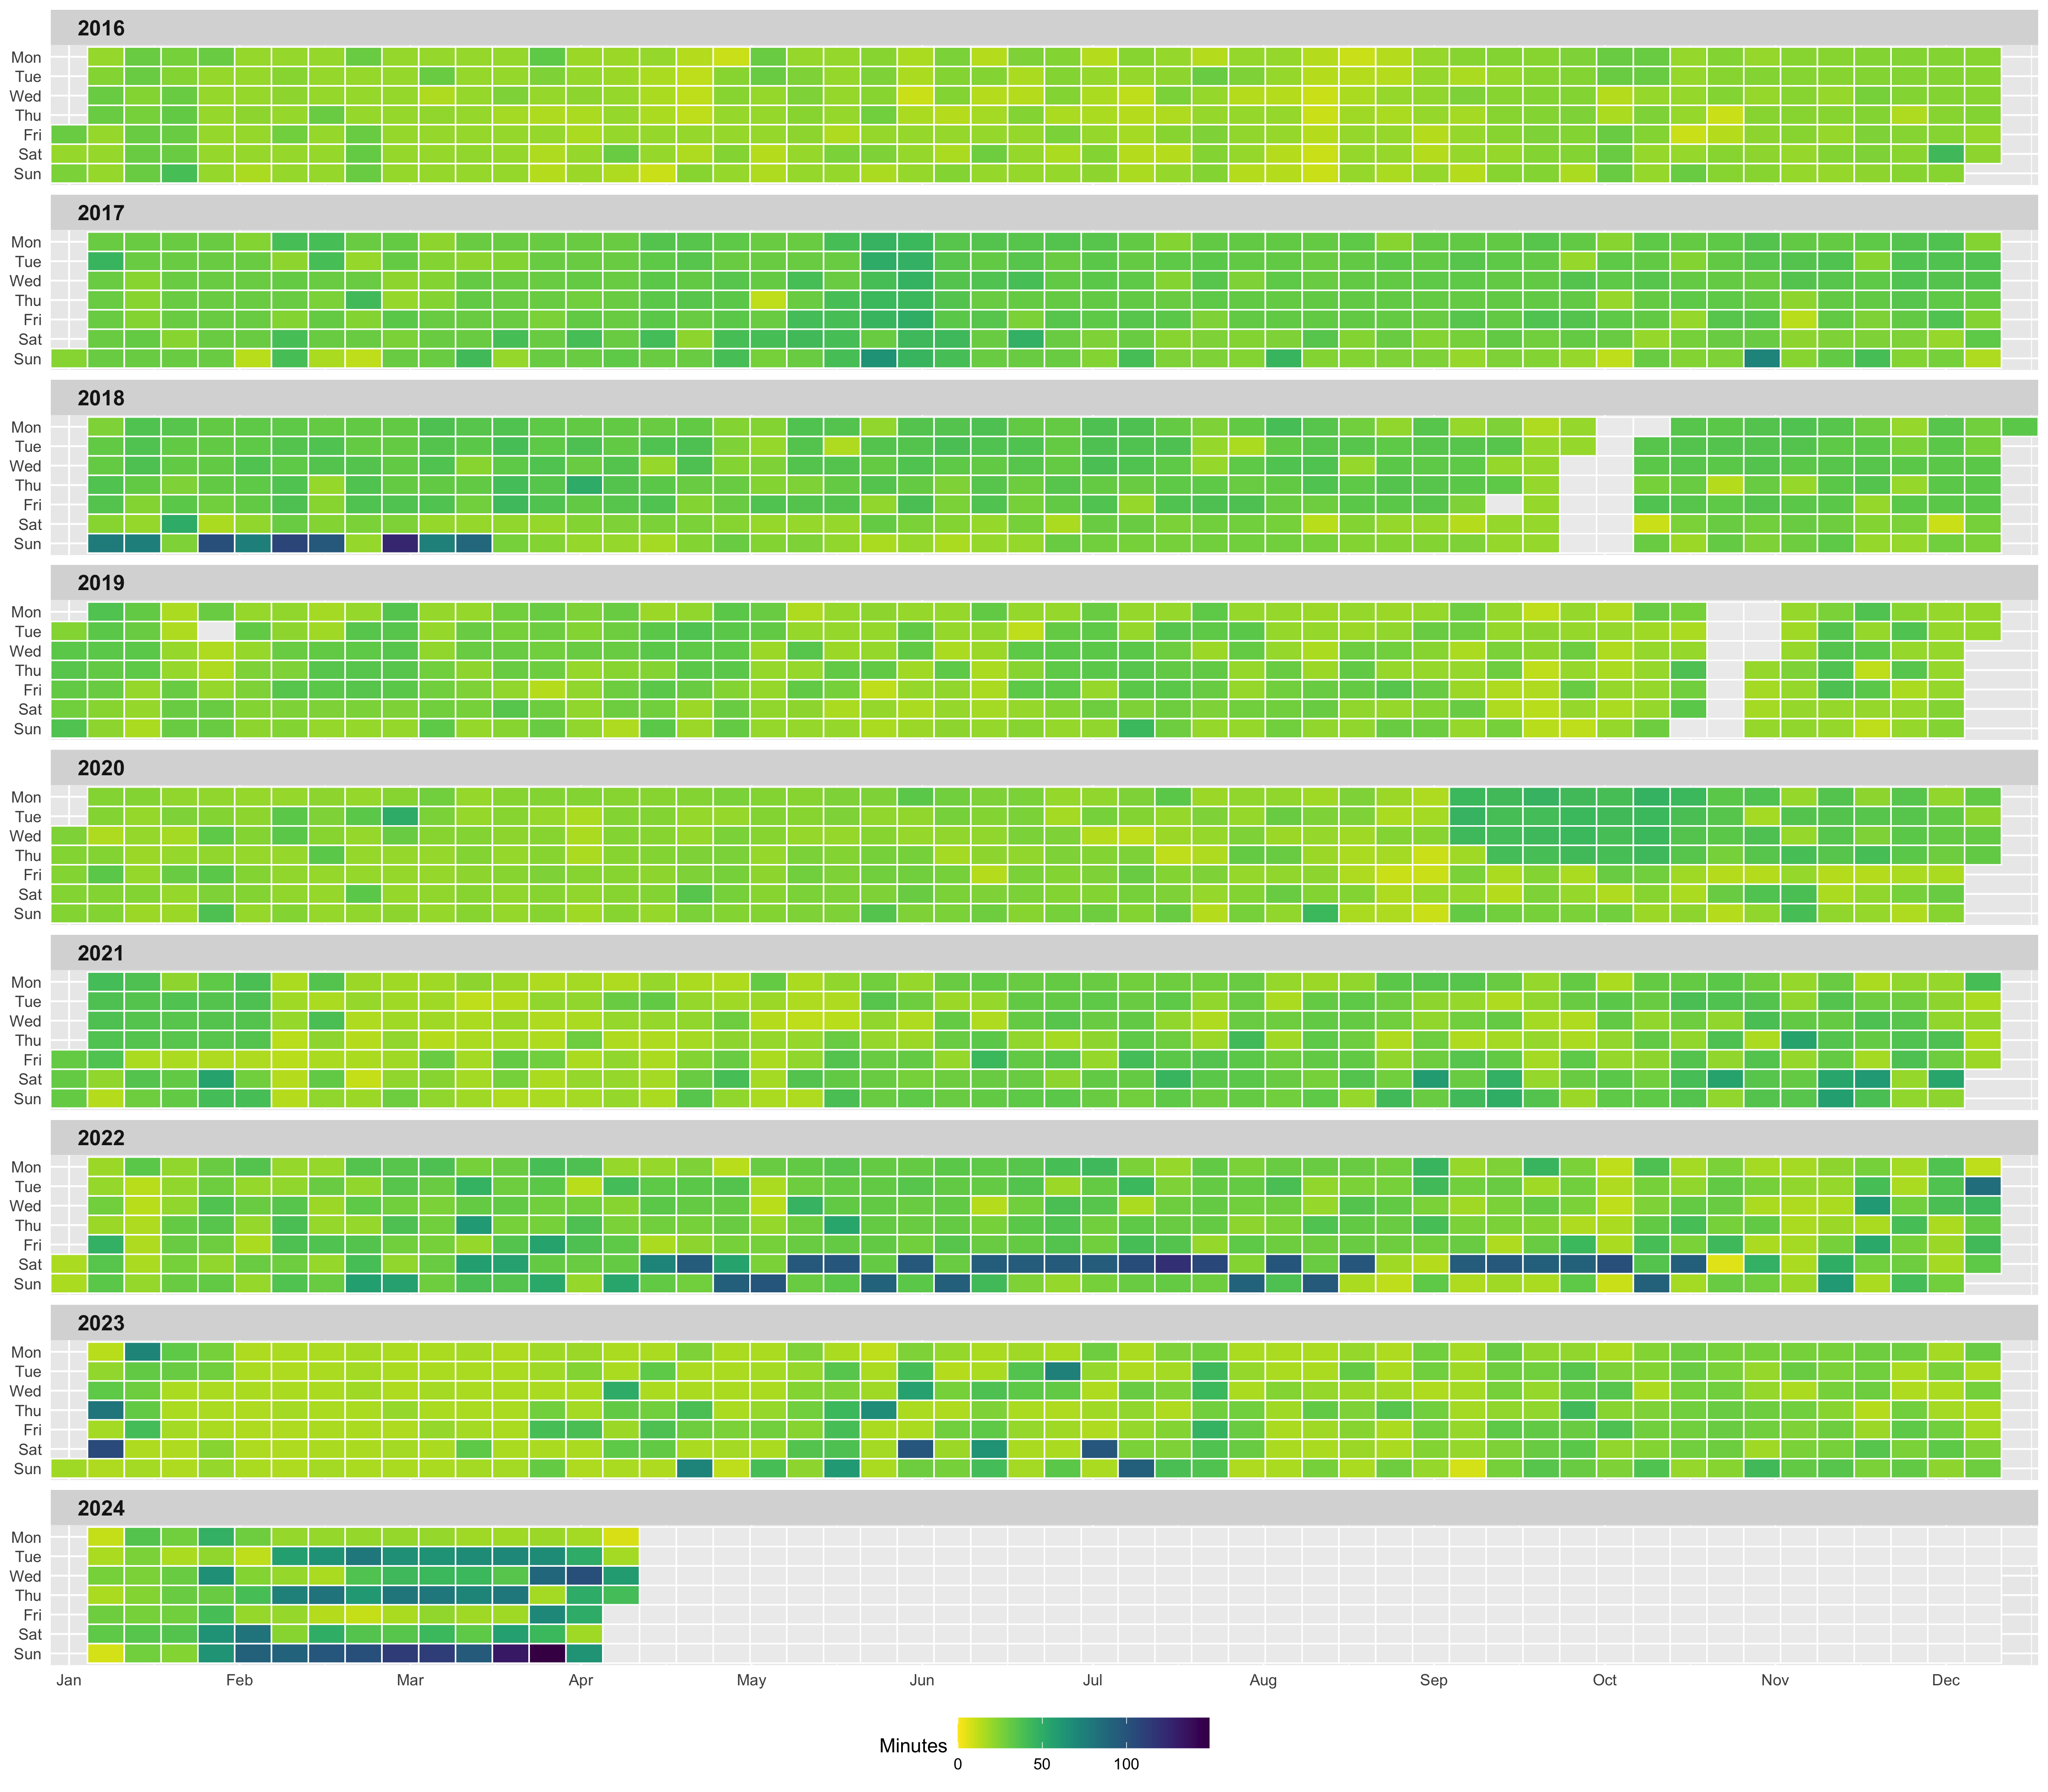 2016
Mon
Tue
Wed
Thu
Fri
Sat
Sun
2017
Mon
Tue
Wed
Thu
Fri
Sat
Sun
2018
Mon
Tue
Wed
Thu
Fri
Sat
Sun
2019
Mon
Tue
Wed
Thu
Fri
Sat
Sun
2020
Mon
Tue
Wed
Thu
Fri
Sat
Sun
2021
Mon
Tue
Wed
Thu
Fri
Sat
Sun
2022
Mon
Tue
Wed
Thu
Fri
Sat
Sun
2023
Mon
Tue
Wed
Thu
Fri
Sat
Sun
2024
Mon
Tue
Wed
Thu
Fri
Sat
Sun
Jan Feb Mar Apr May Jun Jul Aug Sep Oct Nov Dec
Minutes
0 50 100